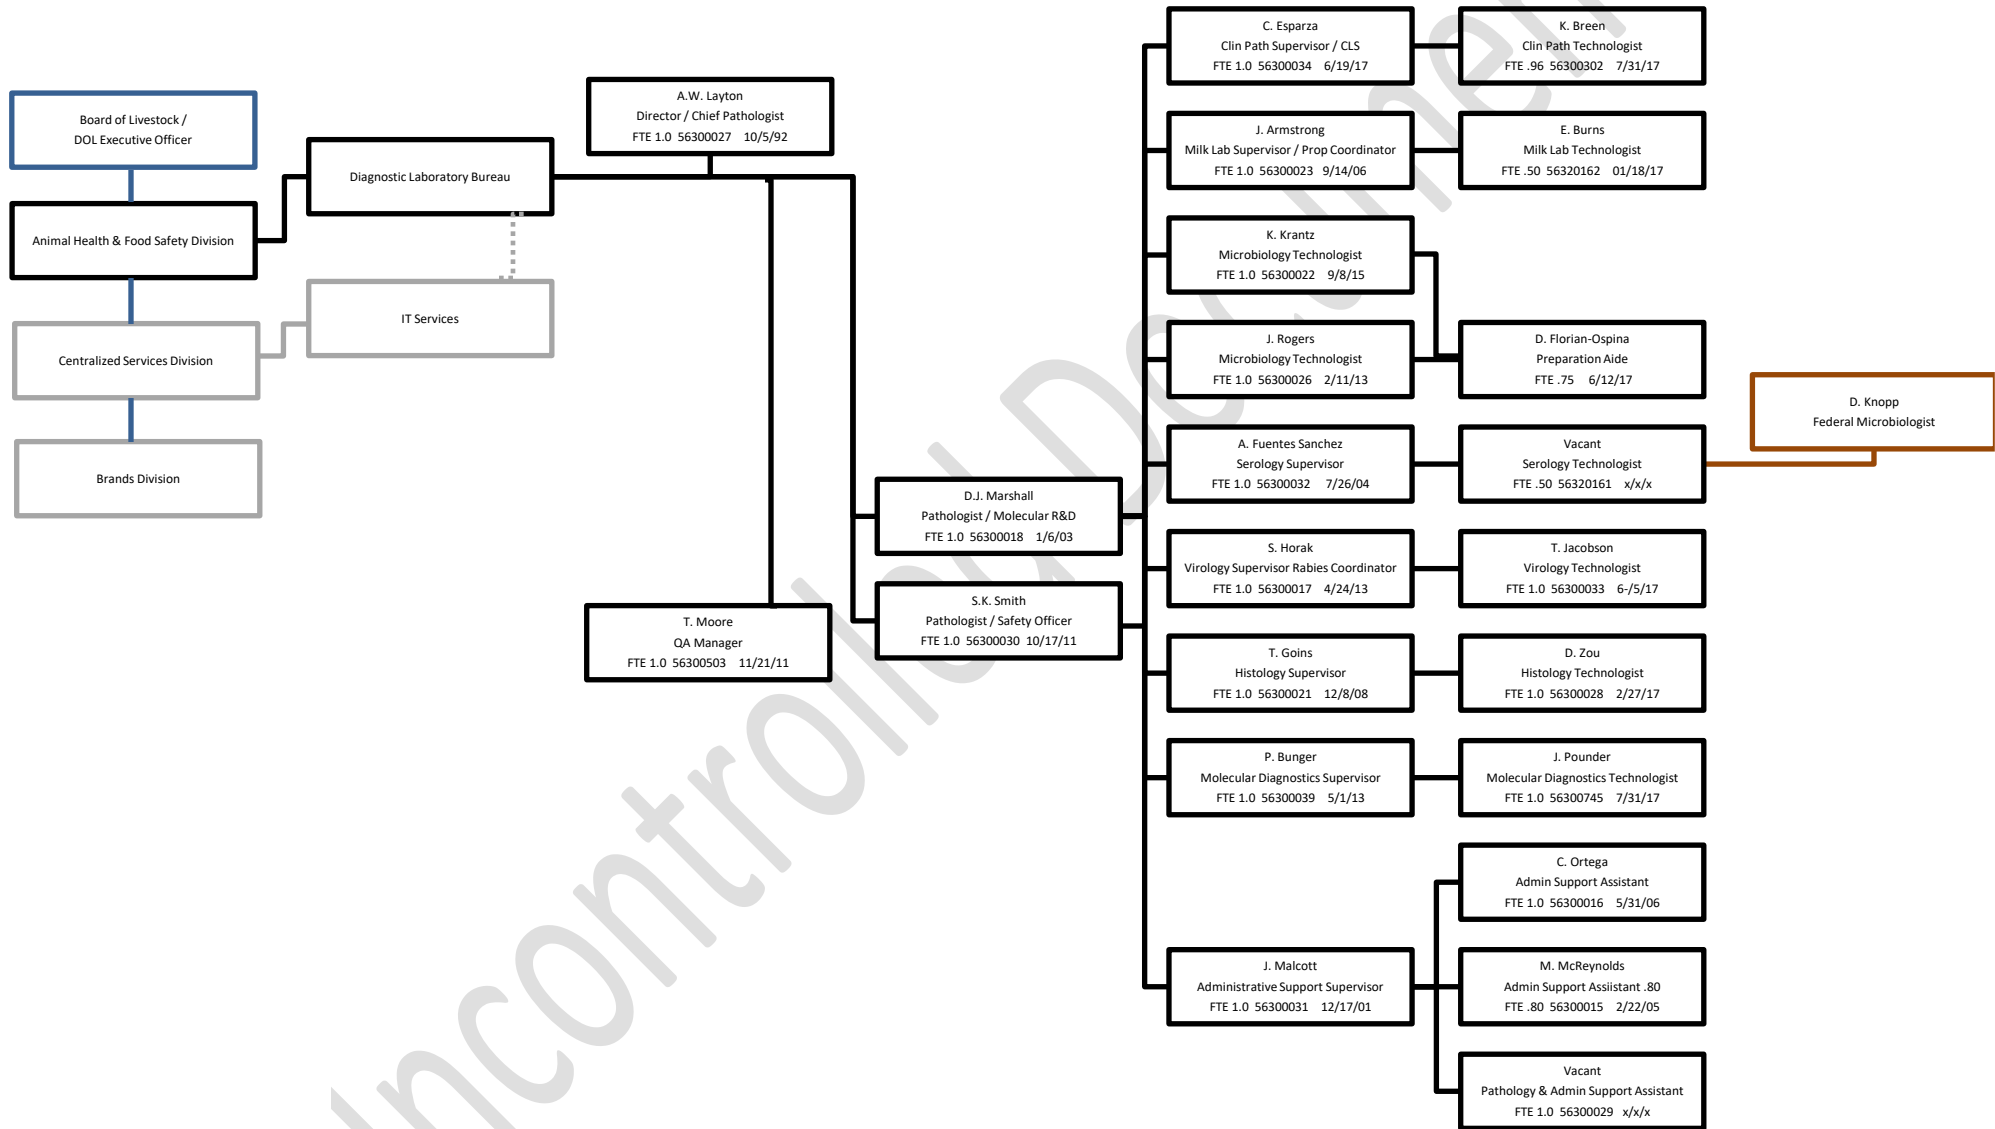 Board of Livestock /
DOL Executive Officer
Animal Health & Food Safety Division
Centralized Services Division
Brands Division
Diagnostic Laboratory Bureau
IT Services
A.W. Layton
Director / Chief Pathologist
FTE 1.0 56300027 10/5/92
T. Moore
QA Manager
FTE 1.0 56300503 11/21/11
D.J. Marshall
Pathologist / Molecular R&D
FTE 1.0 56300018 1/6/03
S.K. Smith
Pathologist / Safety Officer
FTE 1.0 56300030 10/17/11
C. Esparza
Clin Path Supervisor / CLS
FTE 1.0 56300034 6/19/17
K. Breen
Clin Path Technologist
FTE .96 56300302 7/31/17
J. Armstrong
Milk Lab Supervisor / Prop Coordinator
FTE 1.0 56300023 9/14/06
E. Burns
Milk Lab Technologist
FTE .50 56320162 01/18/17
K. Krantz
Microbiology Technologist
FTE 1.0 56300022 9/8/15
J. Rogers
Microbiology Technologist
FTE 1.0 56300026 2/11/13
D. Florian-Ospina
Preparation Aide
FTE .75 6/12/17
A. Fuentes Sanchez
Serology Supervisor
FTE 1.0 56300032 7/26/04
Vacant
Serology Technologist
FTE .50 56320161 x/x/x
D. Knopp
Federal Microbiologist
S. Horak
Virology Supervisor Rabies Coordinator
FTE 1.0 56300017 4/24/13
T. Jacobson
Virology Technologist
FTE 1.0 56300033 6-/5/17
T. Goins
Histology Supervisor
FTE 1.0 56300021 12/8/08
D. Zou
Histology Technologist
FTE 1.0 56300028 2/27/17
P. Bunger
Molecular Diagnostics Supervisor
FTE 1.0 56300039 5/1/13
J. Pounder
Molecular Diagnostics Technologist
FTE 1.0 56300745 7/31/17
J. Malcott
Administrative Support Supervisor
FTE 1.0 56300031 12/17/01
C. Ortega
Admin Support Assistant
FTE 1.0 56300016 5/31/06
M. McReynolds
Admin Support Assiistant .80
FTE .80 56300015 2/22/05
Vacant
Pathology & Admin Support Assistant
FTE 1.0 56300029 x/x/x
Uncontrolled Document